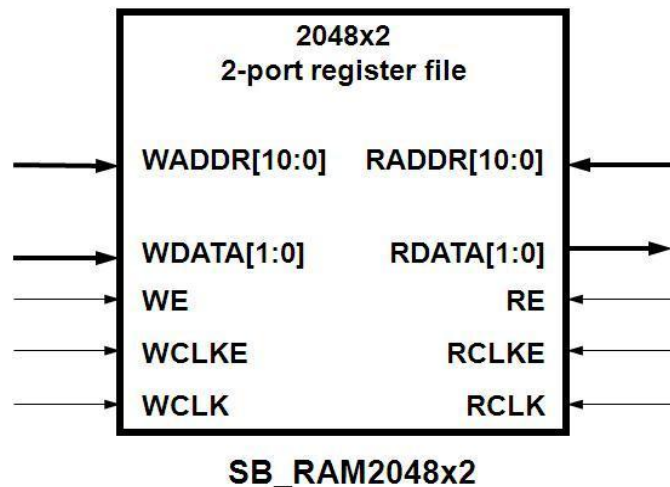 2048x2
2-port register file
WADDR[10:0] RADDR[10:0]
WDATA[1:0] RDATA[1:0]
WE RE
WCLKE RCLKE
WCLK RCLK
SB_RAM2048x2